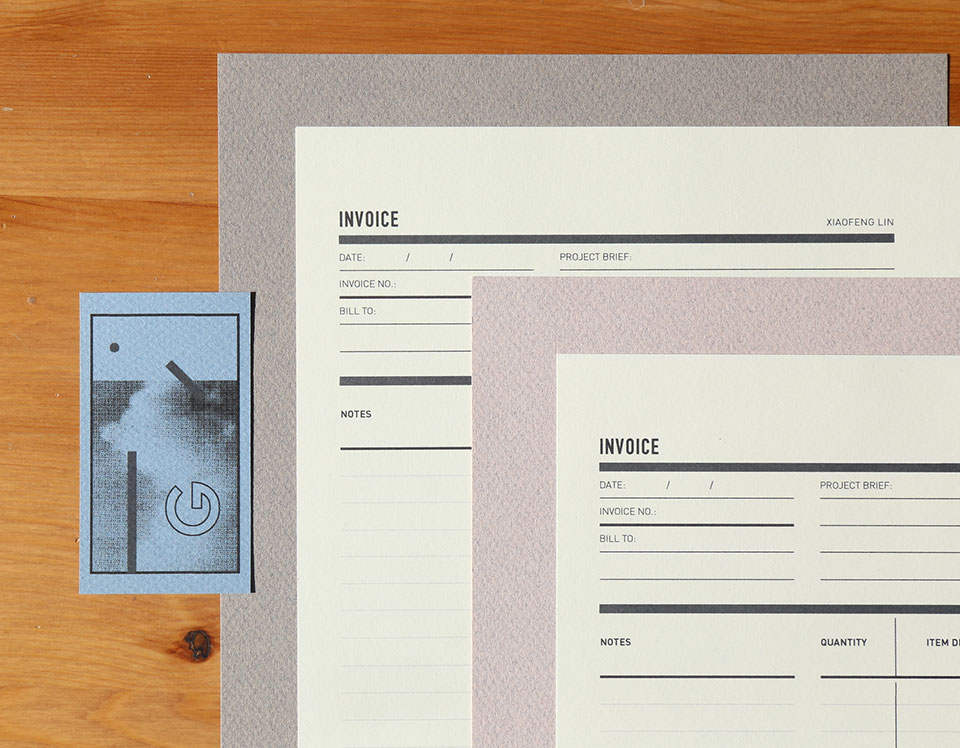 INVOICE
XIAOFENG LIN
DATE: / /
PROJECT BRIEF:
INVOICE NO.:
BILL TO:
NOTES
G
INVOICE
DATE: / /
PROJECT BRIEF:
INVOICE NO.:
BILL TO:
NOTES
QUANTITY
ITEM